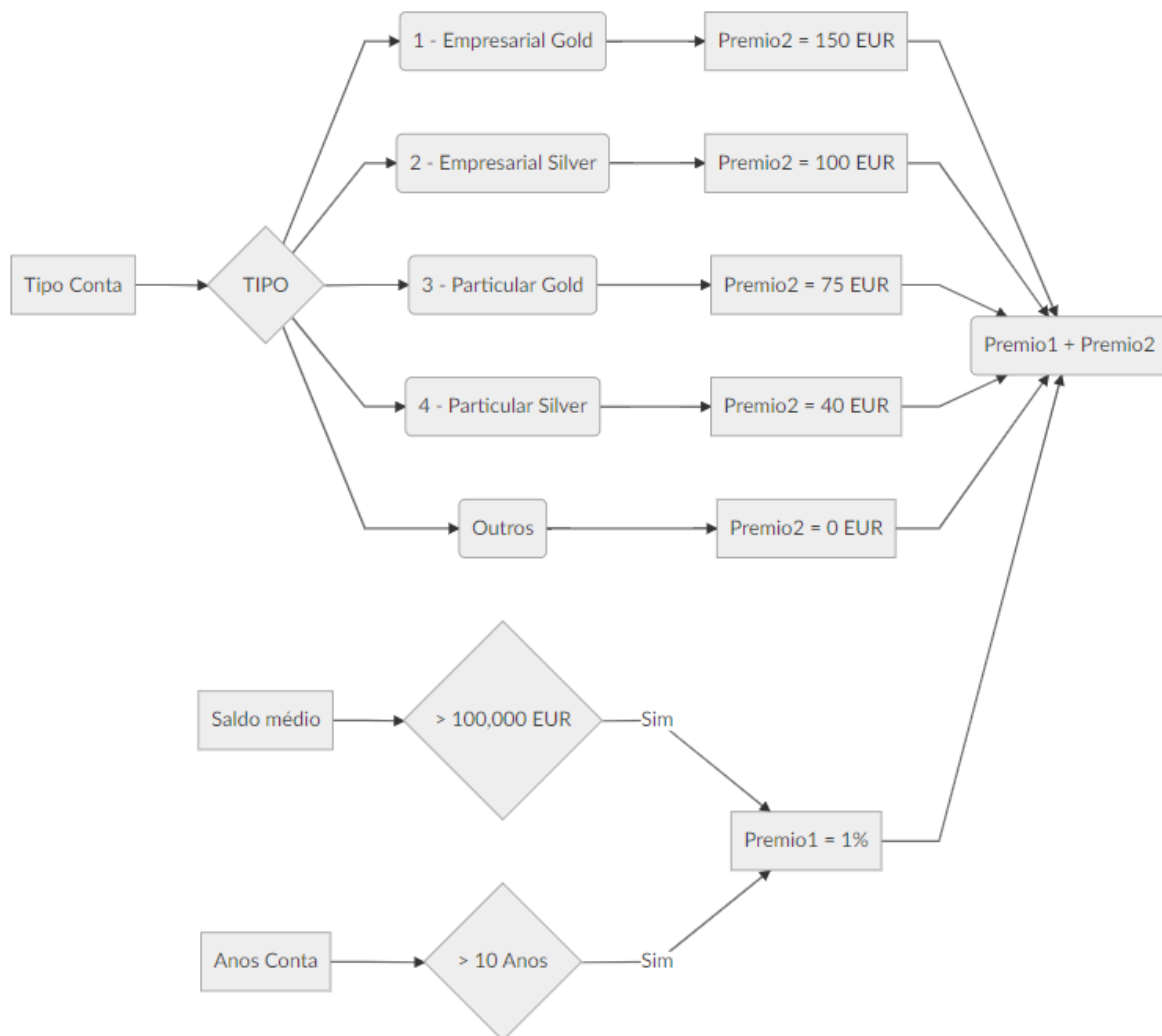 1 - Empresarial Gold
Premio2 = 150 EUR
2 - Empresarial Silver
Premio2 = 100 EUR
Tipo Conta
TIPO
3 - Particular Gold
Premio2 = 75 EUR
Premio1 + Premio2
4 - Particular Silver
Premio2 = 40 EUR
Outros
Premio2 = 0 EUR
Saldo médio
> 100,000 EUR
Sim
Premio1 = 1%
Anos Conta
> 10 Anos
Sim